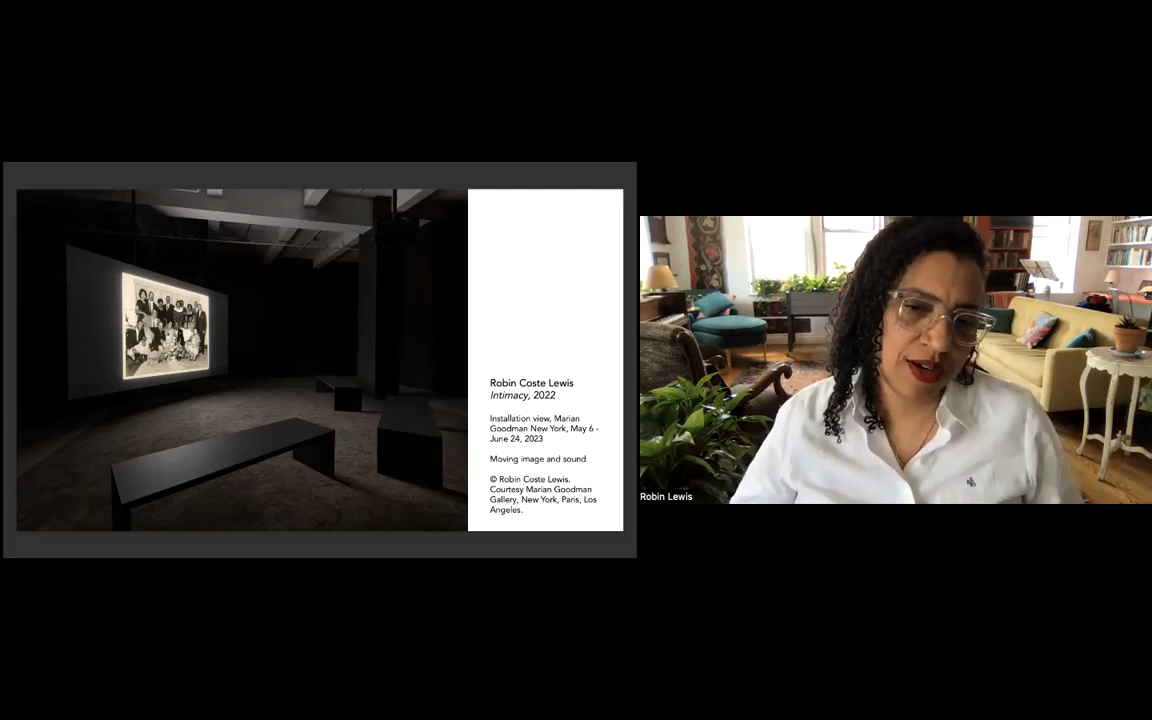 Robin Coste Lewis
Intimacy, 2022
Installation view, Marian
Goodman New York, May 6 -
June 24, 2023
Moving image and sound
© Robin Coste Lewis.
Courtesy Marian Goodman
Gallery, New York, Paris, Los
Angeles.
Robin Lewis